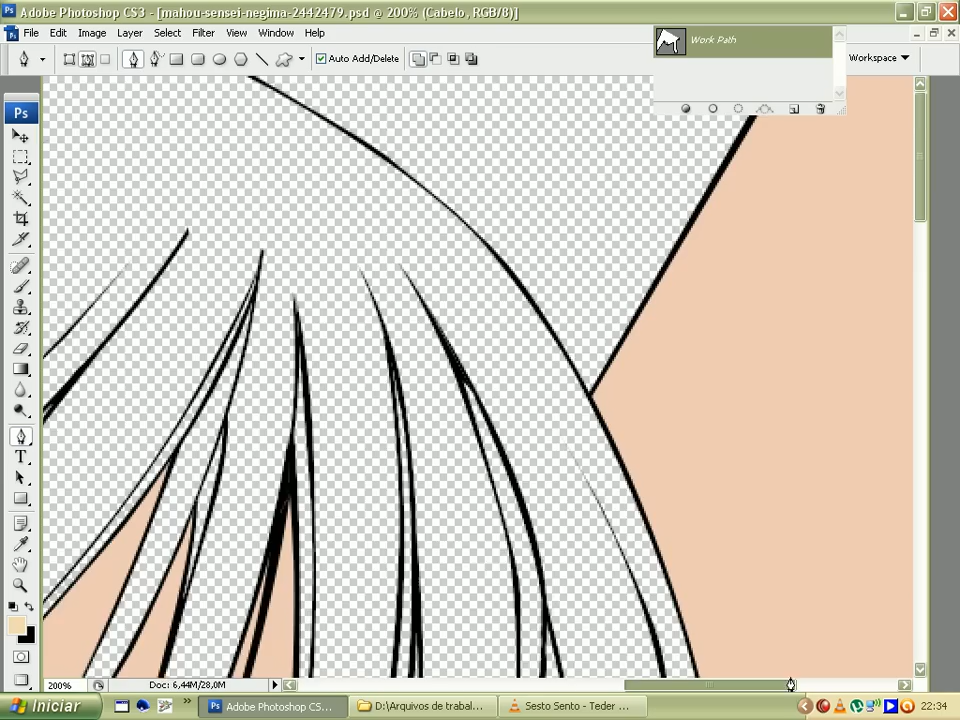 Adobe Photoshop CS3 - [mahou-sensei-negima-2442479.psd @ 200% (Cabelo, RGB/8)]
File Edit Image Layer Select Filter View Window Help
Work Path
Auto Add/Delete
Workspace
Ps
T
200%
Doc: 6,44M/28,0M
Iniciar
Adobe Photoshop CS...
D:\Arquivos de trabal...
Sesto Sento - Teder ...
22:34